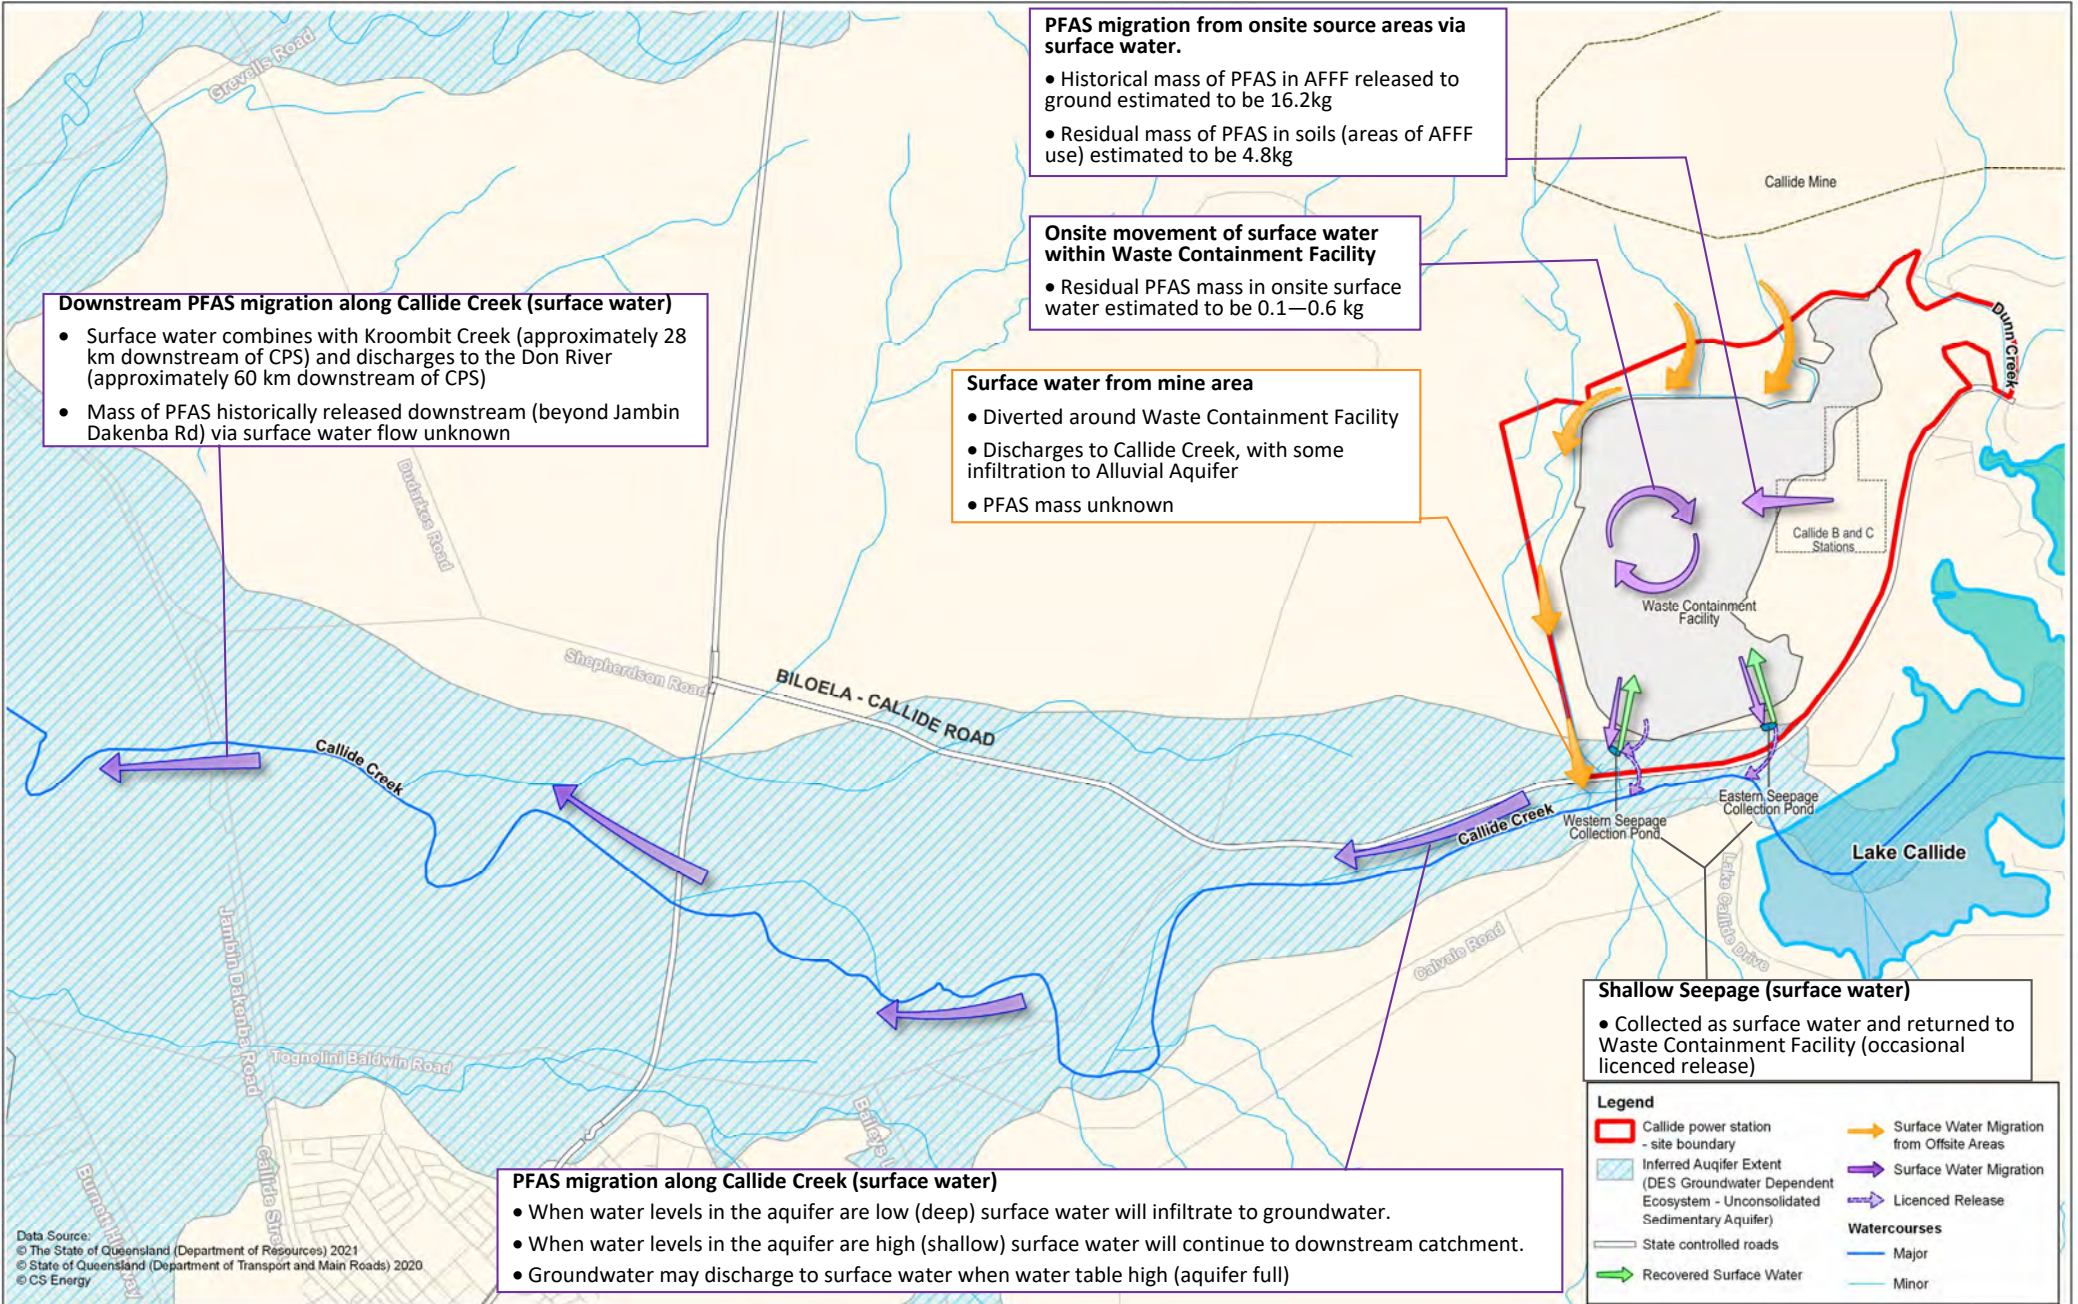 PFAS migration from onsite source areas via
surface water.
• Historical mass of PFAS in AFFF released to
ground estimated to be 16.2kg
• Residual mass of PFAS in soils (areas of AFFF
use) estimated to be 4.8kg
Grevells Road
Callide Mine
Onsite movement of surface water
within Waste Containment Facility
• Residual PFAS mass in onsite surface
water estimated to be 0.1—0.6 kg
Downstream PFAS migration along Callide Creek (surface water)
• Surface water combines with Kroombit Creek (approximately 28
km downstream of CPS) and discharges to the Don River
(approximately 60 km downstream of CPS)
• Mass of PFAS historically released downstream (beyond Jambin
Dakenba Rd) via surface water flow unknown
Dunn Creek
Surface water from mine area
• Diverted around Waste Containment Facility
• Discharges to Callide Creek, with some
infiltration to Alluvial Aquifer
• PFAS mass unknown
Dudarkos Road
Callide B and C
Stations
Waste Containment
Facility
Shepherdson Road
BILOELA - CALLIDE ROAD
Callide Creek
Callide Creek
Western Seepage
Collection Pond
Eastern Seepage
Collection Pond
Lake Callide
Lake Callide Drive
Calvale Road
Jambin Dakenba Road
Tognolini Baldwin Road
Baileys
Callide Stre
Burnett Highway
Shallow Seepage (surface water)
• Collected as surface water and returned to
Waste Containment Facility (occasional
licenced release)
PFAS migration along Callide Creek (surface water)
• When water levels in the aquifer are low (deep) surface water will infiltrate to groundwater.
• When water levels in the aquifer are high (shallow) surface water will continue to downstream catchment.
• Groundwater may discharge to surface water when water table high (aquifer full)
Legend
Callide power station
- site boundary
Inferred Auqifer Extent
(DES Groundwater Dependent
Ecosystem - Unconsolidated
Sedimentary Aquifer)
State controlled roads
Recovered Surface Water
Surface Water Migration
from Offsite Areas
Surface Water Migration
Licenced Release
Watercourses
Major
Minor
Data Source:
© The State of Queensland (Department of Resources) 2021
© State of Queensland (Department of Transport and Main Roads) 2020
© CS Energy